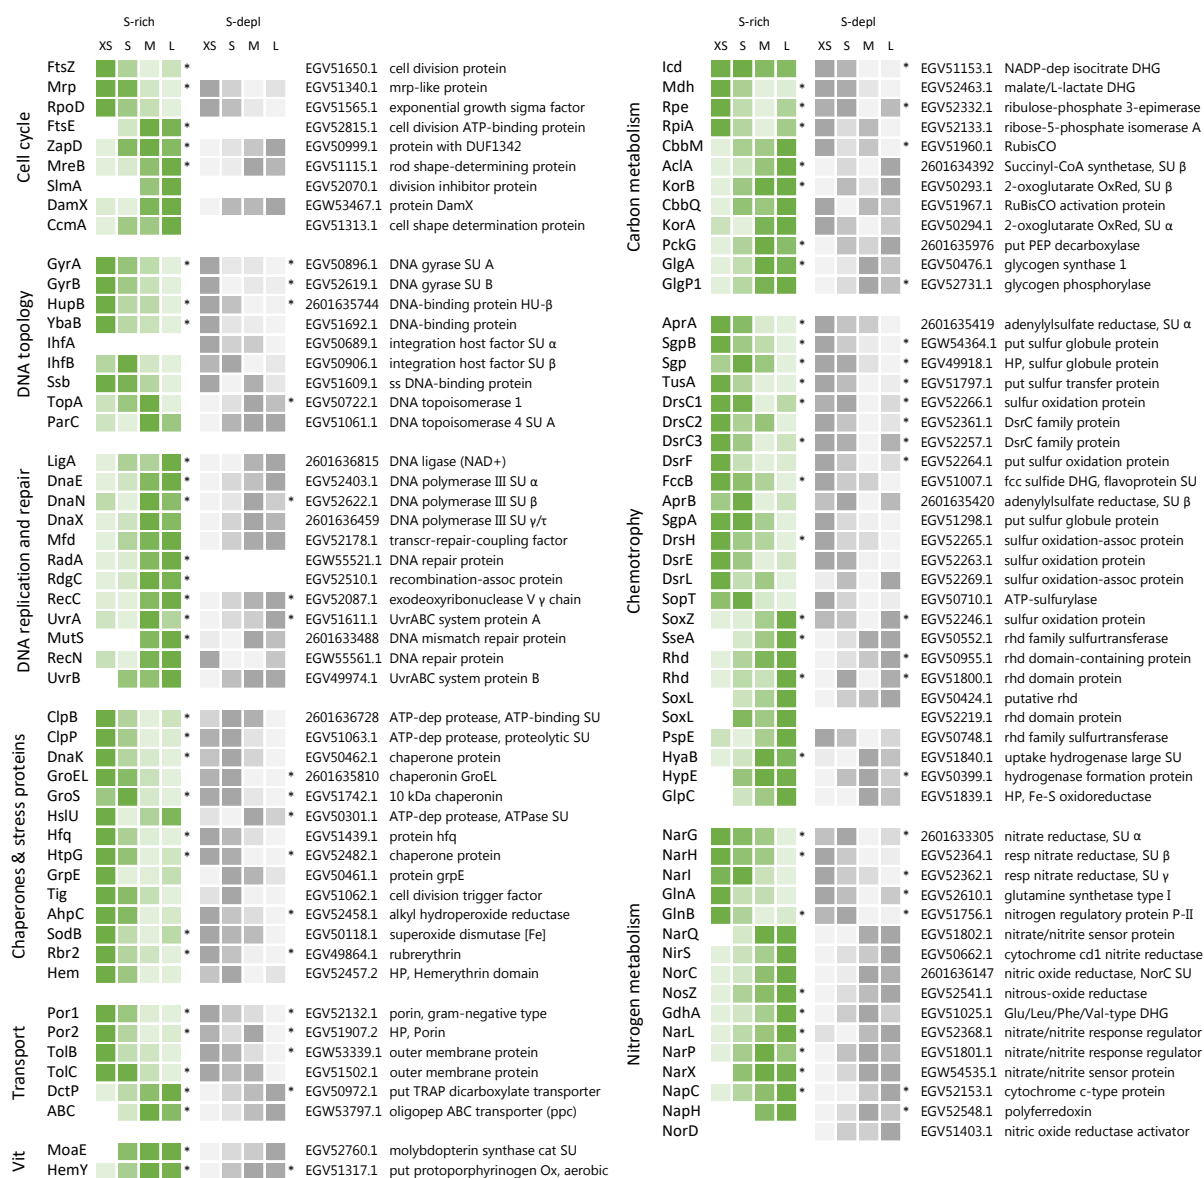 S-rich S-depl
XS S M L XS S M L
Cell cycle
FtsZ * EGV51650.1 cell division protein
Mrp * EGV51340.1 mrp-like protein
RpoD EGV51565.1 exponential growth sigma factor
FtsE * EGV52815.1 cell division ATP-binding protein
ZapD * EGV50999.1 protein with DUF1342
MreB * EGV51115.1 rod shape-determining protein
SlmA EGV52070.1 division inhibitor protein
DamX EGW53467.1 protein DamX
CcmA EGV51313.1 cell shape determination protein
DNA topology
GyrA * * EGV50896.1 DNA gyrase SU A
GyrB EGV52619.1 DNA gyrase SU B
HupB * * 2601635744 DNA-binding protein HU-β
YbaB * EGV51692.1 DNA-binding protein
IhfA EGV50689.1 integration host factor SU α
IhfB EGV50906.1 integration host factor SU β
Ssb EGV51609.1 ss DNA-binding protein
TopA * EGV50722.1 DNA topoisomerase 1
ParC EGV51061.1 DNA topoisomerase 4 SU A
DNA replication and repair
LigA * 2601636815 DNA ligase (NAD+)
DnaE * EGV52403.1 DNA polymerase III SU α
DnaN * * EGV52622.1 DNA polymerase III SU β
DnaX 2601636459 DNA polymerase III SU γ/τ
Mfd EGV52178.1 transcr-repair-coupling factor
RadA * EGW55521.1 DNA repair protein
RdgC * EGV52510.1 recombination-assoc protein
RecC * * EGV52087.1 exodeoxyribonuclease V γ chain
UvrA * * EGV51611.1 UvrABC system protein A
MutS * 2601633488 DNA mismatch repair protein
RecN EGW55561.1 DNA repair protein
UvrB EGV49974.1 UvrABC system protein B
Chaperones & stress proteins
ClpB * 2601636728 ATP-dep protease, ATP-binding SU
ClpP * EGV51063.1 ATP-dep protease, proteolytic SU
DnaK * EGV50462.1 chaperone protein
GroEL * * 2601635810 chaperonin GroEL
GroS * * EGV51742.1 10 kDa chaperonin
HslU * EGV50301.1 ATP-dep protease, ATPase SU
Hfq * EGV51439.1 protein hfq
HtpG * * EGV52482.1 chaperone protein
GrpE EGV50461.1 protein grpE
Tig EGV51062.1 cell division trigger factor
AhpC * EGV52458.1 alkyl hydroperoxide reductase
SodB * EGV50118.1 superoxide dismutase [Fe]
Rbr2 * * EGV49864.1 rubrerythrin
Hem EGV52457.2 HP, Hemerythrin domain
Transport
Por1 * * EGV52132.1 porin, gram-negative type
Por2 * * EGV51907.2 HP, Porin
TolB * EGW53339.1 outer membrane protein
TolC * EGV51502.1 outer membrane protein
DctP * * EGV50972.1 put TRAP dicarboxylate transporter
ABC * EGW53797.1 oligopep ABC transporter (ppc)
Vit
MoaE * EGV52760.1 molybdopterin synthase cat SU
HemY * * EGV51317.1 put protoporphyrinogen Ox, aerobic
S-rich S-depl
XS S M L XS S M L
Carbon metabolism
Icd * EGV51153.1 NADP-dep isocitrate DHG
Mdh * EGV52463.1 malate/L-lactate DHG
Rpe * * EGV52332.1 ribulose-phosphate 3-epimerase
RpiA * EGV52133.1 ribose-5-phosphate isomerase A
CbbM * EGV51960.1 RubisCO
AclA * 2601634392 Succinyl-CoA synthetase, SU β
KorB * EGV50293.1 2-oxoglutarate OxRed, SU β
CbbQ EGV51967.1 RuBisCO activation protein
KorA EGV50294.1 2-oxoglutarate OxRed, SU α
PckG * 2601635976 put PEP decarboxylase
GlgA * EGV50476.1 glycogen synthase 1
GlgP1 * EGV52731.1 glycogen phosphorylase
Chemotrophy
AprA * 2601635419 adenylylsulfate reductase, SU α
SgpB * * EGW54364.1 put sulfur globule protein
Sgp * * EGV49918.1 HP, sulfur globule protein
TusA * * EGV51797.1 put sulfur transfer protein
DrsC1 * * EGV52266.1 sulfur oxidation protein
DrsC2 * EGV52361.1 DsrC family protein
DsrC3 * * EGV52257.1 DsrC family protein
DsrF * EGV52264.1 put sulfur oxidation protein
FccB * EGV51007.1 fcc sulfide DHG, flavoprotein SU
AprB 2601635420 adenylylsulfate reductase, SU β
SgpA EGV51298.1 put sulfur globule protein
DrsH * EGV52265.1 sulfur oxidation-assoc protein
DsrE EGV52263.1 sulfur oxidation protein
DsrL EGV52269.1 sulfur oxidation-assoc protein
SopT EGV50710.1 ATP-sulfurylase
SoxZ * * EGV52246.1 sulfur oxidation protein
SseA * EGV50552.1 rhd family sulfurtransferase
Rhd * EGV50955.1 rhd domain-containing protein
Rhd * * EGV51800.1 rhd domain protein
SoxL EGV50424.1 putative rhd
SoxL EGV52219.1 rhd domain protein
PspE EGV50748.1 rhd family sulfurtransferase
HyaB * EGV51840.1 uptake hydrogenase large SU
HypE * EGV50399.1 hydrogenase formation protein
GlpC EGV51839.1 HP, Fe-S oxidoreductase
Nitrogen metabolism
NarG * * 2601633305 nitrate reductase, SU α
NarH * EGV52364.1 resp nitrate reductase, SU β
NarI EGV52362.1 resp nitrate reductase, SU γ
GlnA * EGV52610.1 glutamine synthetase type I
GlnB * EGV51756.1 nitrogen regulatory protein P-II
NarQ EGV51802.1 nitrate/nitrite sensor protein
NirS EGV50662.1 cytochrome cd1 nitrite reductase
NorC 2601636147 nitric oxide reductase, NorC SU
NosZ * EGV52541.1 nitrous-oxide reductase
GdhA * EGV51025.1 Glu/Leu/Phe/Val-type DHG
NarL * EGV52368.1 nitrate/nitrite response regulator
NarP * EGV51801.1 nitrate/nitrite response regulator
NarX * EGW54535.1 nitrate/nitrite sensor protein
NapC * * EGV52153.1 cytochrome c-type protein
NapH * EGV52548.1 polyferredoxin
NorD EGV51403.1 nitric oxide reductase activator